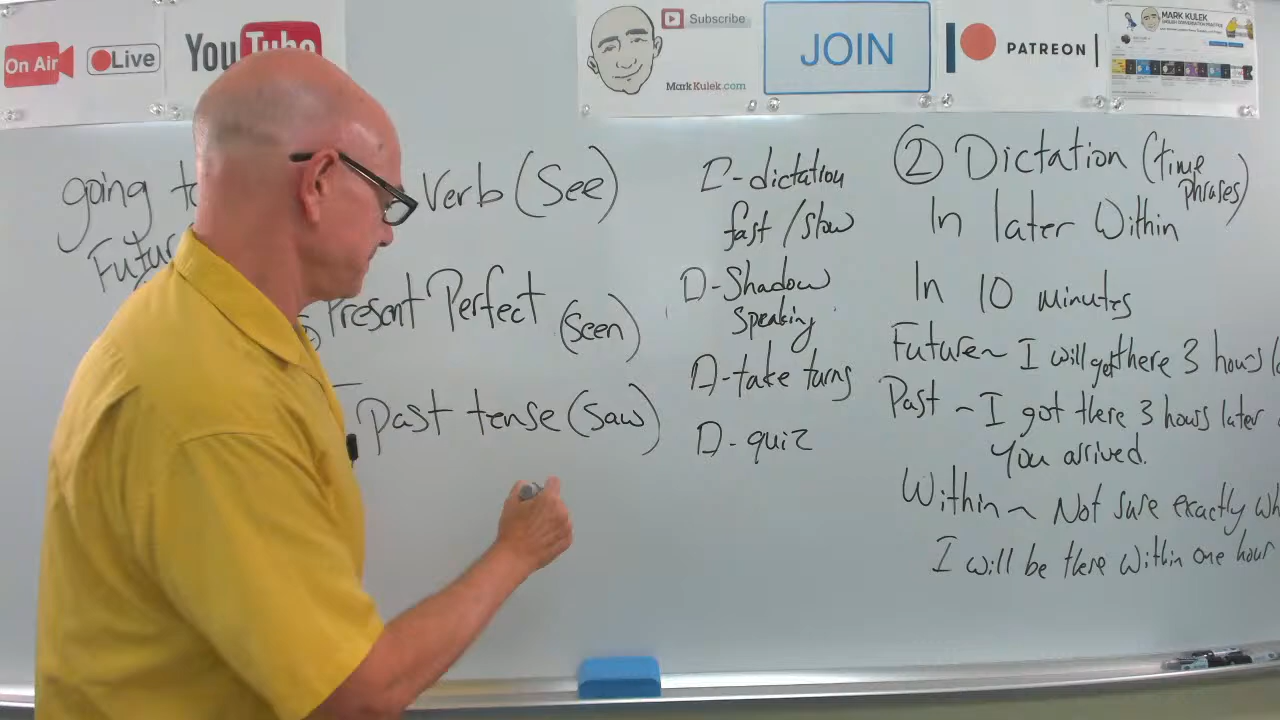 On Air
Live
YouTube
Subscribe
MarkKulek.com
JOIN
PATREON
MARK KULEK
going to
Verb (See)
Present Perfect (Seen)
Past tense (Saw)
I-dictation
fast / slow
D-Shadow
Speaking
D-take turns
D-quiz
② Dictation (time
phrases)
In later Within
In 10 minutes
Future~ I will get there 3 hours
Past ~ I got there 3 hours later
You arrived.
Within ~ Not sure exactly
I will be there within one hour